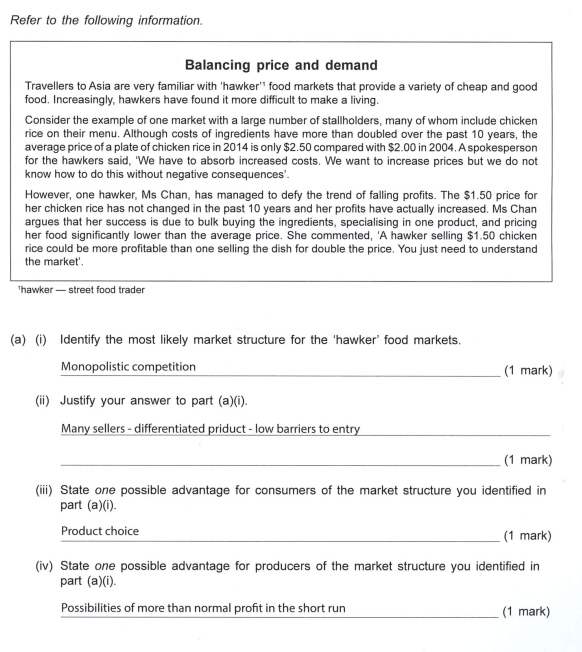 Refer to the following information.
Balancing price and demand
Travellers to Asia are very familiar with 'hawker'¹ food markets that provide a variety of cheap and good
food. Increasingly, hawkers have found it more difficult to make a living.
Consider the example of one market with a large number of stallholders, many of whom include chicken
rice on their menu. Although costs of ingredients have more than doubled over the past 10 years, the
average price of a plate of chicken rice in 2014 is only $2.50 compared with $2.00 in 2004. A spokesperson
for the hawkers said, 'We have to absorb increased costs. We want to increase prices but we do not
know how to do this without negative consequences'.
However, one hawker, Ms Chan, has managed to defy the trend of falling profits. The $1.50 price for
her chicken rice has not changed in the past 10 years and her profits have actually increased. Ms Chan
argues that her success is due to bulk buying the ingredients, specialising in one product, and pricing
her food significantly lower than the average price. She commented, 'A hawker selling $1.50 chicken
rice could be more profitable than one selling the dish for double the price. You just need to understand
the market'.
¹hawker — street food trader
(a) (i) Identify the most likely market structure for the 'hawker' food markets.
Monopolistic competition
(1 mark)
(ii) Justify your answer to part (a)(i).
Many sellers - differentiated priduct - low barriers to entry
(1 mark)
(iii) State one possible advantage for consumers of the market structure you identified in
part (a)(i).
Product choice
(1 mark)
(iv) State one possible advantage for producers of the market structure you identified in
part (a)(i).
Possibilities of more than normal profit in the short run
(1 mark)